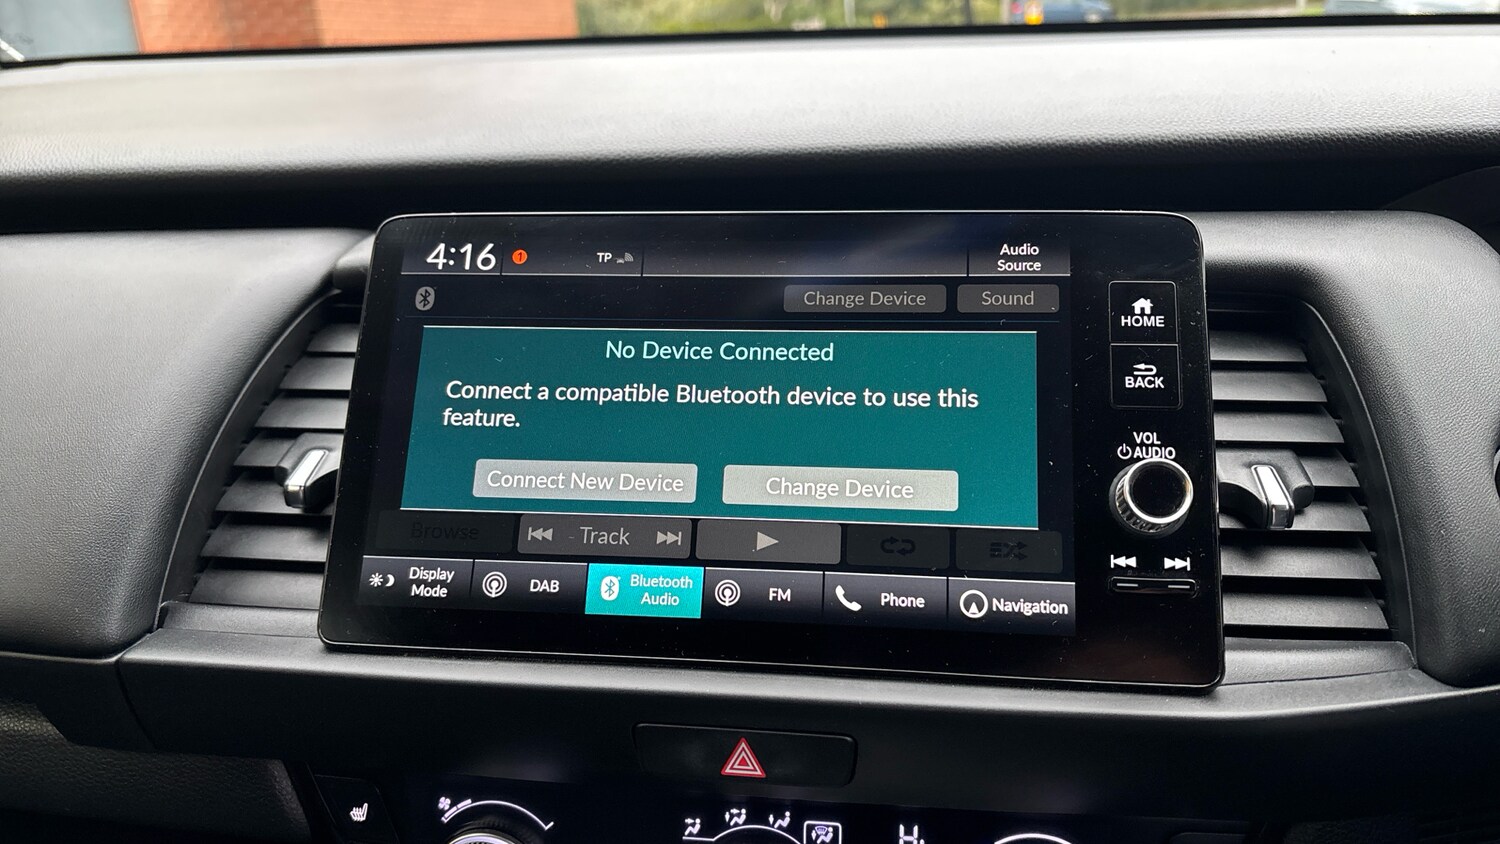 4:16
1
TP
Audio
Source
Change Device
Sound
No Device Connected
Connect a compatible Bluetooth device to use this
feature.
Connect New Device
Change Device
Browse
- Track
Display
Mode
DAB
Bluetooth
Audio
FM
Phone
Navigation
HOME
BACK
VOL
AUDIO